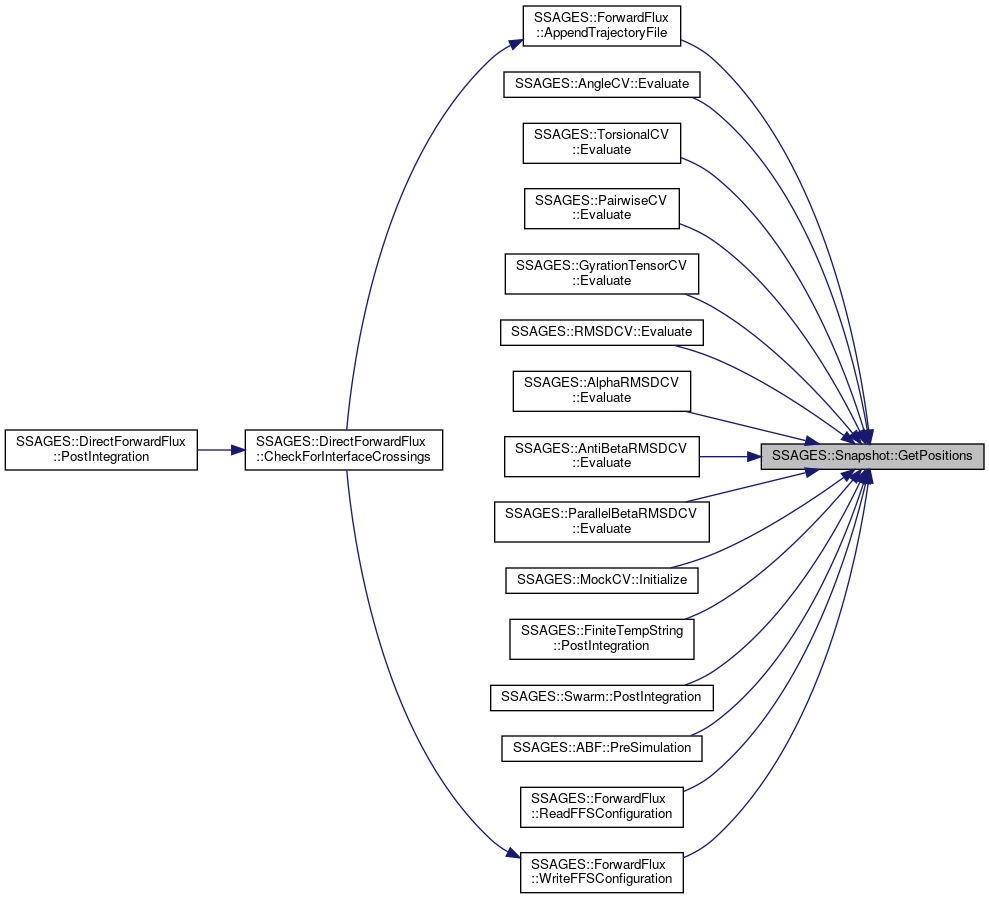 SSAGES::ForwardFlux
::AppendTrajectoryFile
SSAGES::AngleCV::Evaluate
SSAGES::TorsionalCV
::Evaluate
SSAGES::PairwiseCV
::Evaluate
SSAGES::GyrationTensorCV
::Evaluate
SSAGES::RMSDCV::Evaluate
SSAGES::AlphaRMSDCV
::Evaluate
SSAGES::DirectForwardFlux
::PostIntegration
SSAGES::DirectForwardFlux
::CheckForInterfaceCrossings
SSAGES::AntiBetaRMSDCV
::Evaluate
SSAGES::Snapshot::GetPositions
SSAGES::ParallelBetaRMSDCV
::Evaluate
SSAGES::MockCV::Initialize
SSAGES::FiniteTempString
::PostIntegration
SSAGES::Swarm::PostIntegration
SSAGES::ABF::PreSimulation
SSAGES::ForwardFlux
::ReadFFSConfiguration
SSAGES::ForwardFlux
::WriteFFSConfiguration